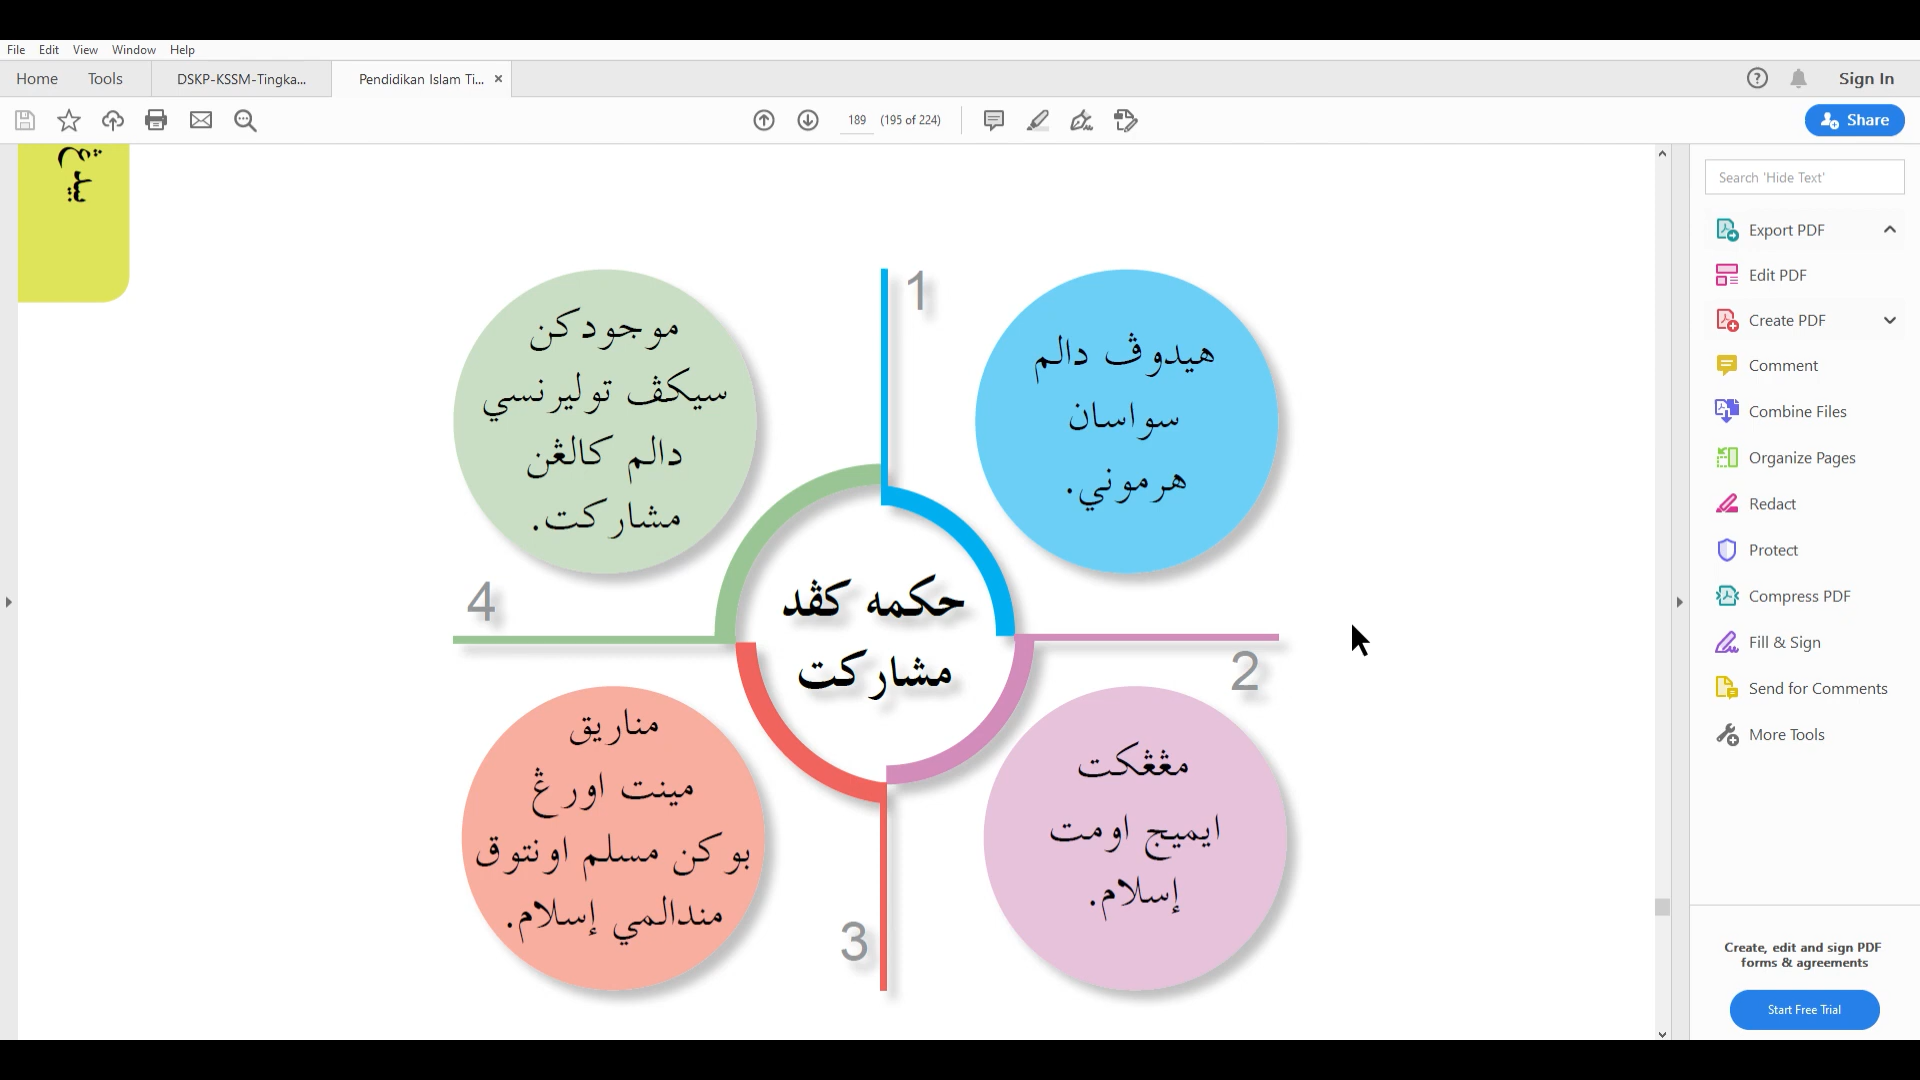 File Edit View Window Help
Home Tools DSKP-KSSM-Tingka... Pendidikan Islam Ti... × Sign In
189 (195 of 224) Share
Search 'Hide Text'
Export PDF
Edit PDF
Create PDF
Comment
Combine Files
Organize Pages
Redact
Protect
Compress PDF
Fill & Sign
Send for Comments
More Tools
Create, edit and sign PDF
forms & agreements
Start Free Trial
حكمه كڤد
مشاركت
1
هيدوڤ دالم
سواسان
هرموني.
2
مڠڠكت
ايميج اومت
إسلام.
3
مناريق
مينت اورڠ
بوكن مسلم اونتوق
مندالمي إسلام.
4
موجودكن
سيكڤ توليرنسي
دالم كالڠن
مشاركت.